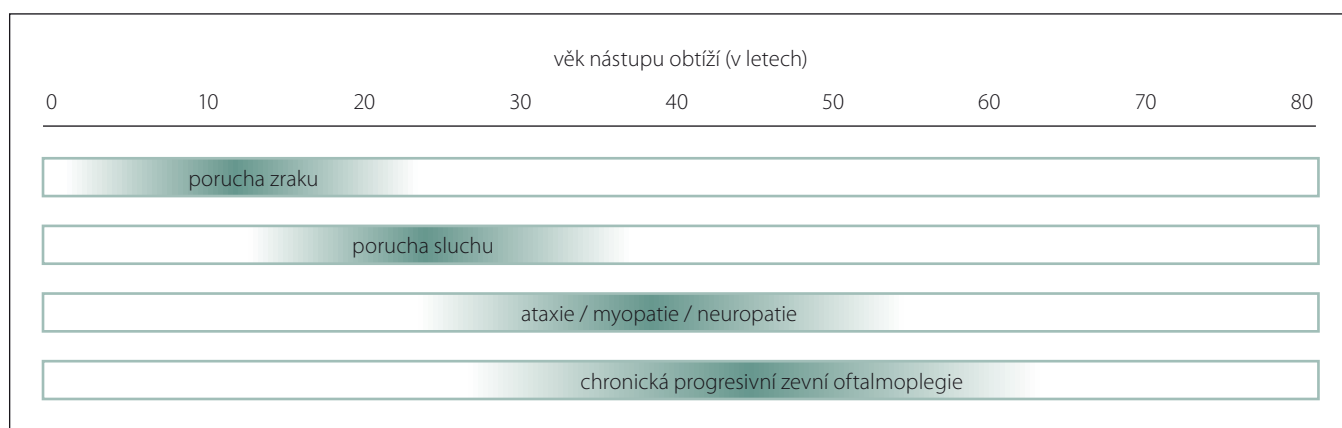 věk nástupu obtíží (v letech)
0 10 20 30 40 50 60 70 80
porucha zraku
porucha sluchu
ataxie / myopatie / neuropatie
chronická progresivní zevní oftalmoplegie